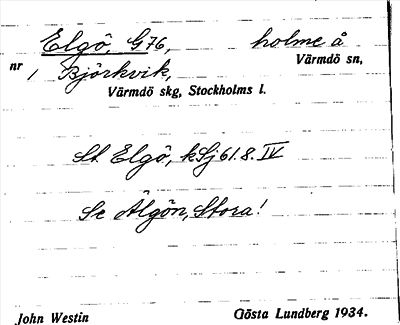 Elgö, G76, holme å
nr 1 Björkvik, Värmdö sn,
Värmdö skg, Stockholms l.
St. Elgö, kSj 61.8. IV
Se Älgön, Stora!
John Westin Gösta Lundberg 1934.